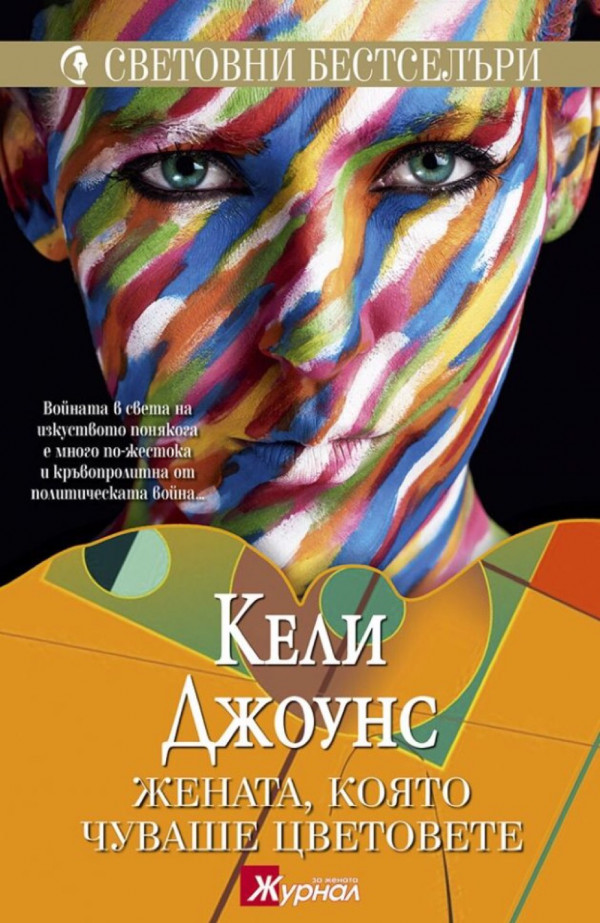 СВЕТОВНИ БЕСТСЕЛЪРИ
Войната в света на
изкуството понякога
е много по-жестока
и кръвопролитна от
политическата война...
Кели
Джоунс
ЖЕНАТА, КОЯТО
ЧУВАШЕ ЦВЕТОВЕТЕ
за жената
Журнал